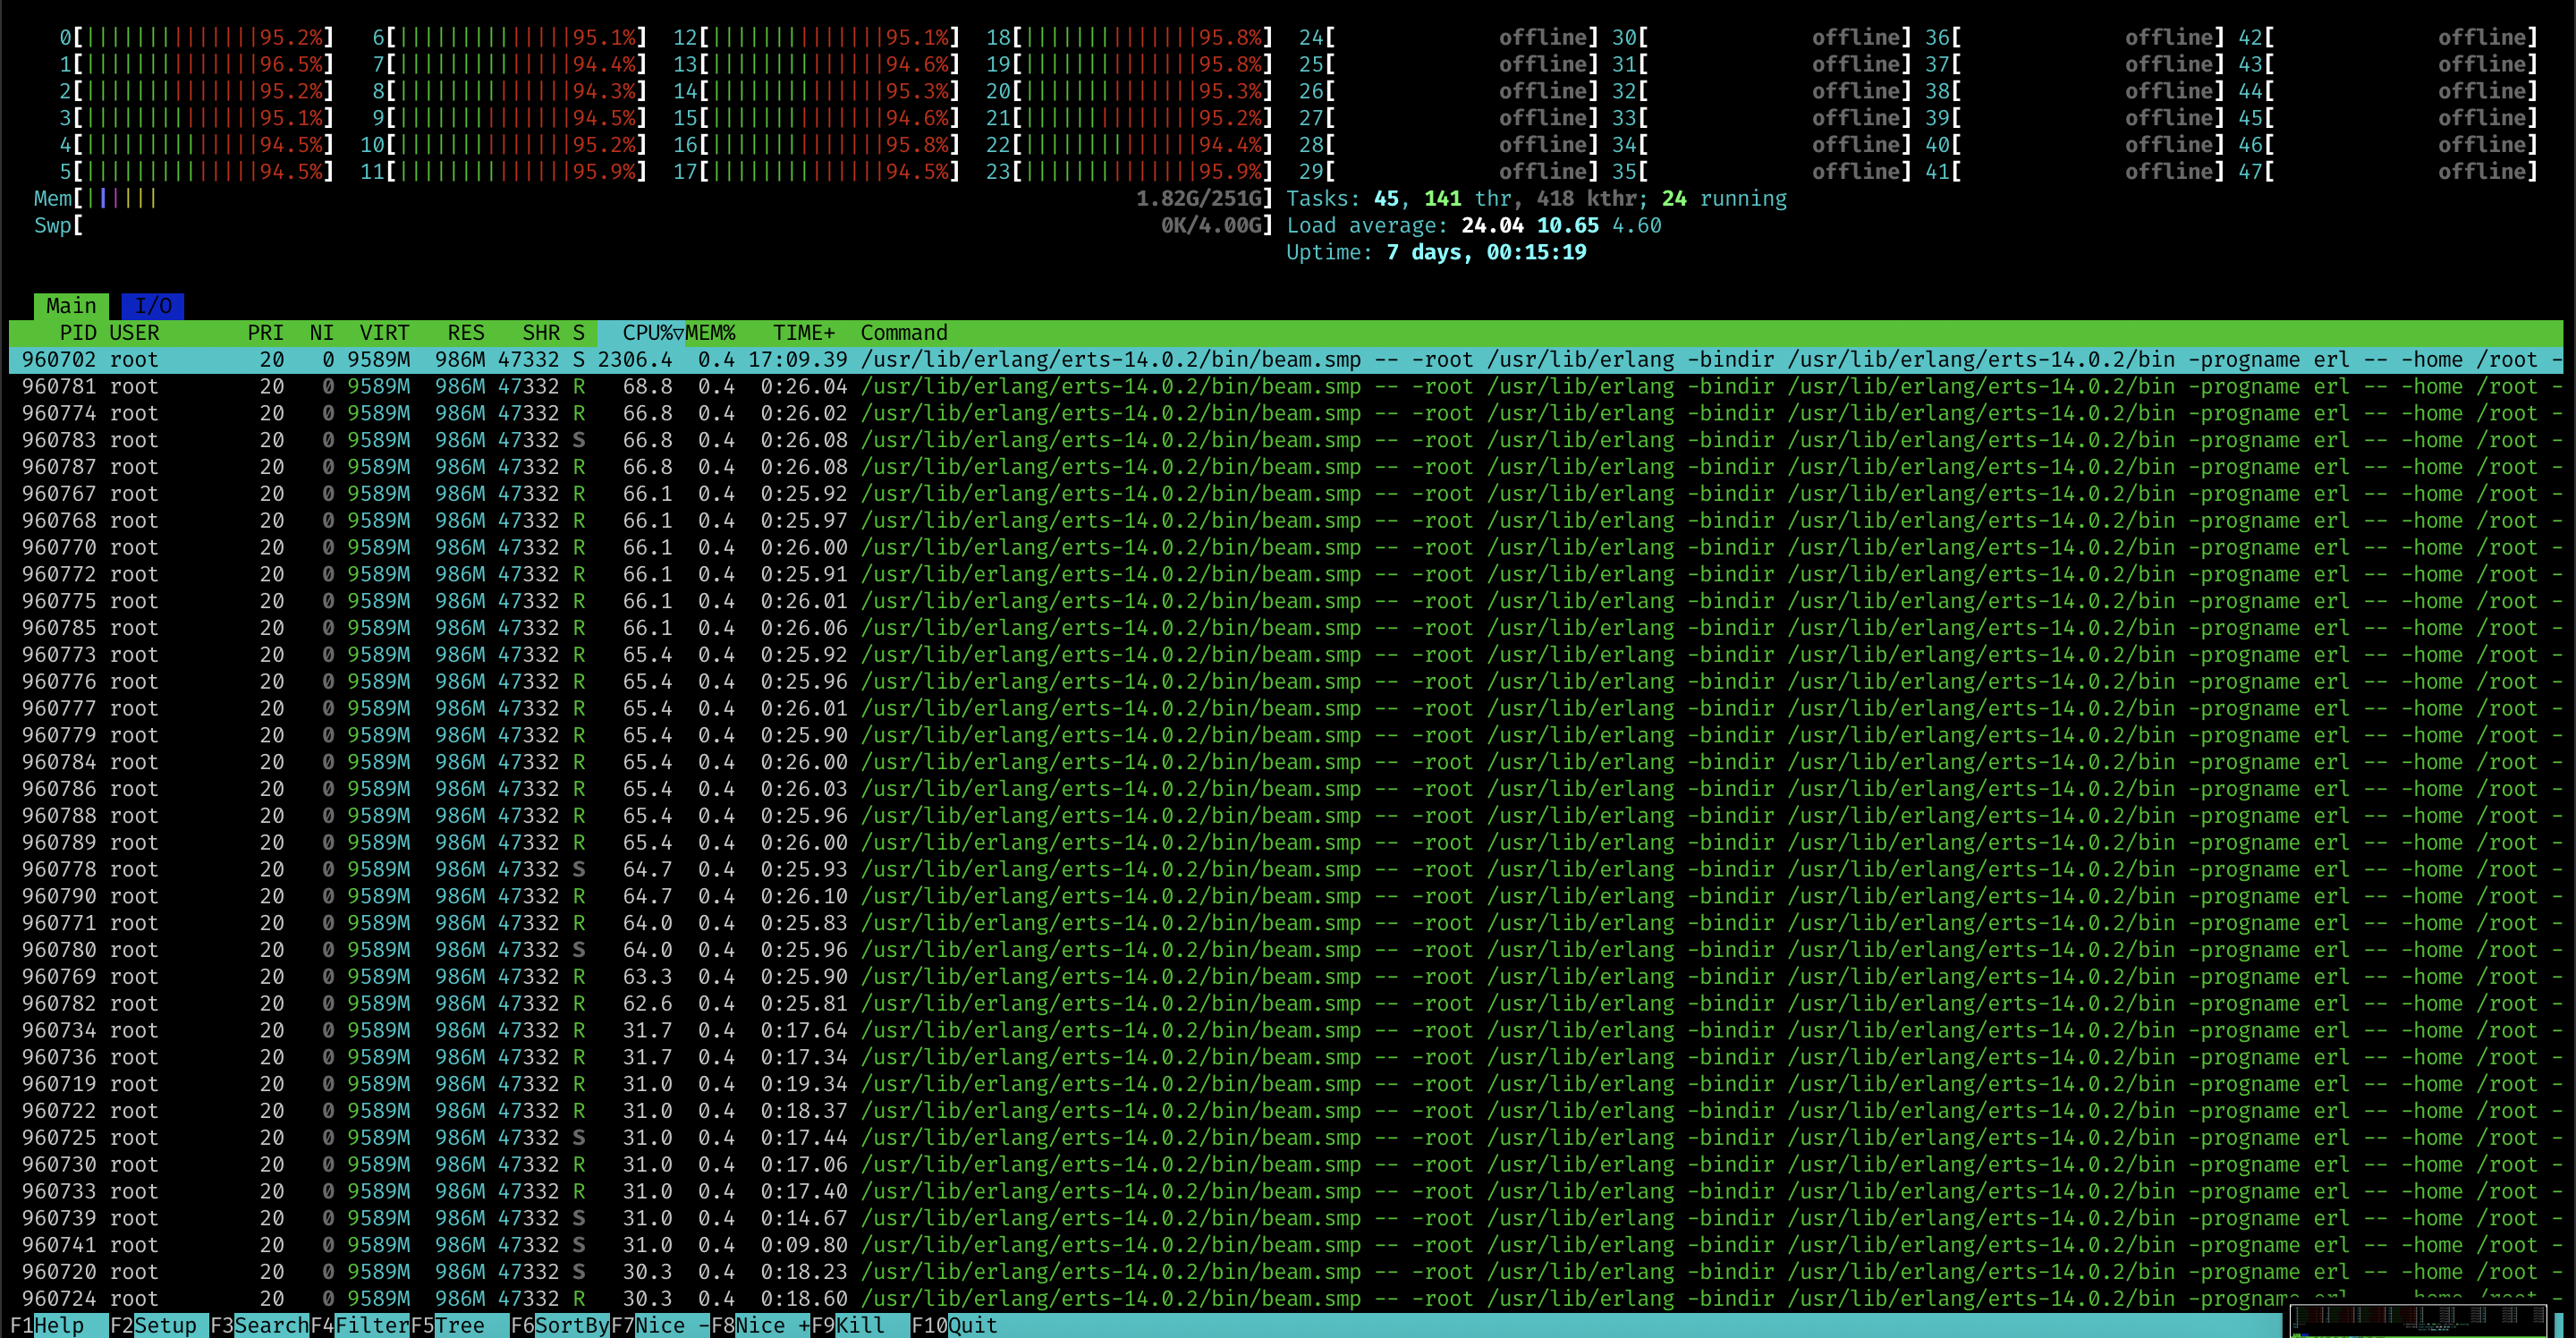 0[|||||||||||||||95.2%] 6[||||||||||||||||95.1%] 12[|||||||||||||||95.1%] 18[|||||||||||||||95.8%] 24[ offline] 30[ offline] 36[ offline] 42[ offline]
1[|||||||||||||||96.5%] 7[||||||||||||||||94.4%] 13[|||||||||||||||94.6%] 19[|||||||||||||||95.8%] 25[ offline] 31[ offline] 37[ offline] 43[ offline]
2[|||||||||||||||95.2%] 8[||||||||||||||||94.3%] 14[|||||||||||||||95.3%] 20[|||||||||||||||95.3%] 26[ offline] 32[ offline] 38[ offline] 44[ offline]
3[|||||||||||||||95.1%] 9[||||||||||||||||94.5%] 15[|||||||||||||||94.6%] 21[|||||||||||||||95.2%] 27[ offline] 33[ offline] 39[ offline] 45[ offline]
4[|||||||||||||||94.5%] 10[||||||||||||||||95.2%] 16[|||||||||||||||95.8%] 22[|||||||||||||||94.4%] 28[ offline] 34[ offline] 40[ offline] 46[ offline]
5[|||||||||||||||94.5%] 11[||||||||||||||||95.9%] 17[|||||||||||||||94.5%] 23[|||||||||||||||95.9%] 29[ offline] 35[ offline] 41[ offline] 47[ offline]
Mem[|||||| 1.82G/251G] Tasks: 45, 141 thr, 418 kthr; 24 running
Swp[ 0K/4.00G] Load average: 24.04 10.65 4.60
Uptime: 7 days, 00:15:19
Main I/O
PID USER PRI NI VIRT RES SHR S CPU%▽MEM% TIME+ Command
960702 root 20 0 9589M 986M 47332 S 2306.4 0.4 17:09.39 /usr/lib/erlang/erts-14.0.2/bin/beam.smp -- -root /usr/lib/erlang -bindir /usr/lib/erlang/erts-14.0.2/bin -progname erl -- -home /root -
960781 root 20 0 9589M 986M 47332 R 68.8 0.4 0:26.04 /usr/lib/erlang/erts-14.0.2/bin/beam.smp -- -root /usr/lib/erlang -bindir /usr/lib/erlang/erts-14.0.2/bin -progname erl -- -home /root -
960774 root 20 0 9589M 986M 47332 R 66.8 0.4 0:26.02 /usr/lib/erlang/erts-14.0.2/bin/beam.smp -- -root /usr/lib/erlang -bindir /usr/lib/erlang/erts-14.0.2/bin -progname erl -- -home /root -
960783 root 20 0 9589M 986M 47332 S 66.8 0.4 0:26.08 /usr/lib/erlang/erts-14.0.2/bin/beam.smp -- -root /usr/lib/erlang -bindir /usr/lib/erlang/erts-14.0.2/bin -progname erl -- -home /root -
960787 root 20 0 9589M 986M 47332 R 66.8 0.4 0:26.08 /usr/lib/erlang/erts-14.0.2/bin/beam.smp -- -root /usr/lib/erlang -bindir /usr/lib/erlang/erts-14.0.2/bin -progname erl -- -home /root -
960767 root 20 0 9589M 986M 47332 R 66.1 0.4 0:25.92 /usr/lib/erlang/erts-14.0.2/bin/beam.smp -- -root /usr/lib/erlang -bindir /usr/lib/erlang/erts-14.0.2/bin -progname erl -- -home /root -
960768 root 20 0 9589M 986M 47332 R 66.1 0.4 0:25.97 /usr/lib/erlang/erts-14.0.2/bin/beam.smp -- -root /usr/lib/erlang -bindir /usr/lib/erlang/erts-14.0.2/bin -progname erl -- -home /root -
960770 root 20 0 9589M 986M 47332 R 66.1 0.4 0:26.00 /usr/lib/erlang/erts-14.0.2/bin/beam.smp -- -root /usr/lib/erlang -bindir /usr/lib/erlang/erts-14.0.2/bin -progname erl -- -home /root -
960772 root 20 0 9589M 986M 47332 R 66.1 0.4 0:25.91 /usr/lib/erlang/erts-14.0.2/bin/beam.smp -- -root /usr/lib/erlang -bindir /usr/lib/erlang/erts-14.0.2/bin -progname erl -- -home /root -
960775 root 20 0 9589M 986M 47332 R 66.1 0.4 0:26.01 /usr/lib/erlang/erts-14.0.2/bin/beam.smp -- -root /usr/lib/erlang -bindir /usr/lib/erlang/erts-14.0.2/bin -progname erl -- -home /root -
960785 root 20 0 9589M 986M 47332 R 66.1 0.4 0:26.06 /usr/lib/erlang/erts-14.0.2/bin/beam.smp -- -root /usr/lib/erlang -bindir /usr/lib/erlang/erts-14.0.2/bin -progname erl -- -home /root -
960773 root 20 0 9589M 986M 47332 R 65.4 0.4 0:25.92 /usr/lib/erlang/erts-14.0.2/bin/beam.smp -- -root /usr/lib/erlang -bindir /usr/lib/erlang/erts-14.0.2/bin -progname erl -- -home /root -
960776 root 20 0 9589M 986M 47332 R 65.4 0.4 0:25.96 /usr/lib/erlang/erts-14.0.2/bin/beam.smp -- -root /usr/lib/erlang -bindir /usr/lib/erlang/erts-14.0.2/bin -progname erl -- -home /root -
960777 root 20 0 9589M 986M 47332 R 65.4 0.4 0:26.01 /usr/lib/erlang/erts-14.0.2/bin/beam.smp -- -root /usr/lib/erlang -bindir /usr/lib/erlang/erts-14.0.2/bin -progname erl -- -home /root -
960779 root 20 0 9589M 986M 47332 R 65.4 0.4 0:25.90 /usr/lib/erlang/erts-14.0.2/bin/beam.smp -- -root /usr/lib/erlang -bindir /usr/lib/erlang/erts-14.0.2/bin -progname erl -- -home /root -
960784 root 20 0 9589M 986M 47332 R 65.4 0.4 0:26.00 /usr/lib/erlang/erts-14.0.2/bin/beam.smp -- -root /usr/lib/erlang -bindir /usr/lib/erlang/erts-14.0.2/bin -progname erl -- -home /root -
960786 root 20 0 9589M 986M 47332 R 65.4 0.4 0:26.03 /usr/lib/erlang/erts-14.0.2/bin/beam.smp -- -root /usr/lib/erlang -bindir /usr/lib/erlang/erts-14.0.2/bin -progname erl -- -home /root -
960788 root 20 0 9589M 986M 47332 R 65.4 0.4 0:25.96 /usr/lib/erlang/erts-14.0.2/bin/beam.smp -- -root /usr/lib/erlang -bindir /usr/lib/erlang/erts-14.0.2/bin -progname erl -- -home /root -
960789 root 20 0 9589M 986M 47332 R 65.4 0.4 0:26.00 /usr/lib/erlang/erts-14.0.2/bin/beam.smp -- -root /usr/lib/erlang -bindir /usr/lib/erlang/erts-14.0.2/bin -progname erl -- -home /root -
960778 root 20 0 9589M 986M 47332 S 64.7 0.4 0:25.93 /usr/lib/erlang/erts-14.0.2/bin/beam.smp -- -root /usr/lib/erlang -bindir /usr/lib/erlang/erts-14.0.2/bin -progname erl -- -home /root -
960790 root 20 0 9589M 986M 47332 R 64.7 0.4 0:26.10 /usr/lib/erlang/erts-14.0.2/bin/beam.smp -- -root /usr/lib/erlang -bindir /usr/lib/erlang/erts-14.0.2/bin -progname erl -- -home /root -
960771 root 20 0 9589M 986M 47332 R 64.0 0.4 0:25.83 /usr/lib/erlang/erts-14.0.2/bin/beam.smp -- -root /usr/lib/erlang -bindir /usr/lib/erlang/erts-14.0.2/bin -progname erl -- -home /root -
960780 root 20 0 9589M 986M 47332 S 64.0 0.4 0:25.96 /usr/lib/erlang/erts-14.0.2/bin/beam.smp -- -root /usr/lib/erlang -bindir /usr/lib/erlang/erts-14.0.2/bin -progname erl -- -home /root -
960769 root 20 0 9589M 986M 47332 R 63.3 0.4 0:25.90 /usr/lib/erlang/erts-14.0.2/bin/beam.smp -- -root /usr/lib/erlang -bindir /usr/lib/erlang/erts-14.0.2/bin -progname erl -- -home /root -
960782 root 20 0 9589M 986M 47332 R 62.6 0.4 0:25.81 /usr/lib/erlang/erts-14.0.2/bin/beam.smp -- -root /usr/lib/erlang -bindir /usr/lib/erlang/erts-14.0.2/bin -progname erl -- -home /root -
960734 root 20 0 9589M 986M 47332 R 31.7 0.4 0:17.64 /usr/lib/erlang/erts-14.0.2/bin/beam.smp -- -root /usr/lib/erlang -bindir /usr/lib/erlang/erts-14.0.2/bin -progname erl -- -home /root -
960736 root 20 0 9589M 986M 47332 R 31.7 0.4 0:17.34 /usr/lib/erlang/erts-14.0.2/bin/beam.smp -- -root /usr/lib/erlang -bindir /usr/lib/erlang/erts-14.0.2/bin -progname erl -- -home /root -
960719 root 20 0 9589M 986M 47332 R 31.0 0.4 0:19.34 /usr/lib/erlang/erts-14.0.2/bin/beam.smp -- -root /usr/lib/erlang -bindir /usr/lib/erlang/erts-14.0.2/bin -progname erl -- -home /root -
960722 root 20 0 9589M 986M 47332 R 31.0 0.4 0:18.37 /usr/lib/erlang/erts-14.0.2/bin/beam.smp -- -root /usr/lib/erlang -bindir /usr/lib/erlang/erts-14.0.2/bin -progname erl -- -home /root -
960725 root 20 0 9589M 986M 47332 S 31.0 0.4 0:17.44 /usr/lib/erlang/erts-14.0.2/bin/beam.smp -- -root /usr/lib/erlang -bindir /usr/lib/erlang/erts-14.0.2/bin -progname erl -- -home /root -
960730 root 20 0 9589M 986M 47332 R 31.0 0.4 0:17.06 /usr/lib/erlang/erts-14.0.2/bin/beam.smp -- -root /usr/lib/erlang -bindir /usr/lib/erlang/erts-14.0.2/bin -progname erl -- -home /root -
960733 root 20 0 9589M 986M 47332 R 31.0 0.4 0:17.40 /usr/lib/erlang/erts-14.0.2/bin/beam.smp -- -root /usr/lib/erlang -bindir /usr/lib/erlang/erts-14.0.2/bin -progname erl -- -home /root -
960739 root 20 0 9589M 986M 47332 S 31.0 0.4 0:14.67 /usr/lib/erlang/erts-14.0.2/bin/beam.smp -- -root /usr/lib/erlang -bindir /usr/lib/erlang/erts-14.0.2/bin -progname erl -- -home /root -
960741 root 20 0 9589M 986M 47332 S 31.0 0.4 0:09.80 /usr/lib/erlang/erts-14.0.2/bin/beam.smp -- -root /usr/lib/erlang -bindir /usr/lib/erlang/erts-14.0.2/bin -progname erl -- -home /root -
960720 root 20 0 9589M 986M 47332 S 30.3 0.4 0:18.23 /usr/lib/erlang/erts-14.0.2/bin/beam.smp -- -root /usr/lib/erlang -bindir /usr/lib/erlang/erts-14.0.2/bin -progname erl -- -home /root -
960724 root 20 0 9589M 986M 47332 R 30.3 0.4 0:18.60 /usr/lib/erlang/erts-14.0.2/bin/beam.smp -- -root /usr/lib/erlang -bindir /usr/lib/erlang/erts-14.0.2/bin -progname erl -- -home /root -
F1Help F2Setup F3SearchF4FilterF5Tree F6SortByF7Nice -F8Nice +F9Kill F10Quit